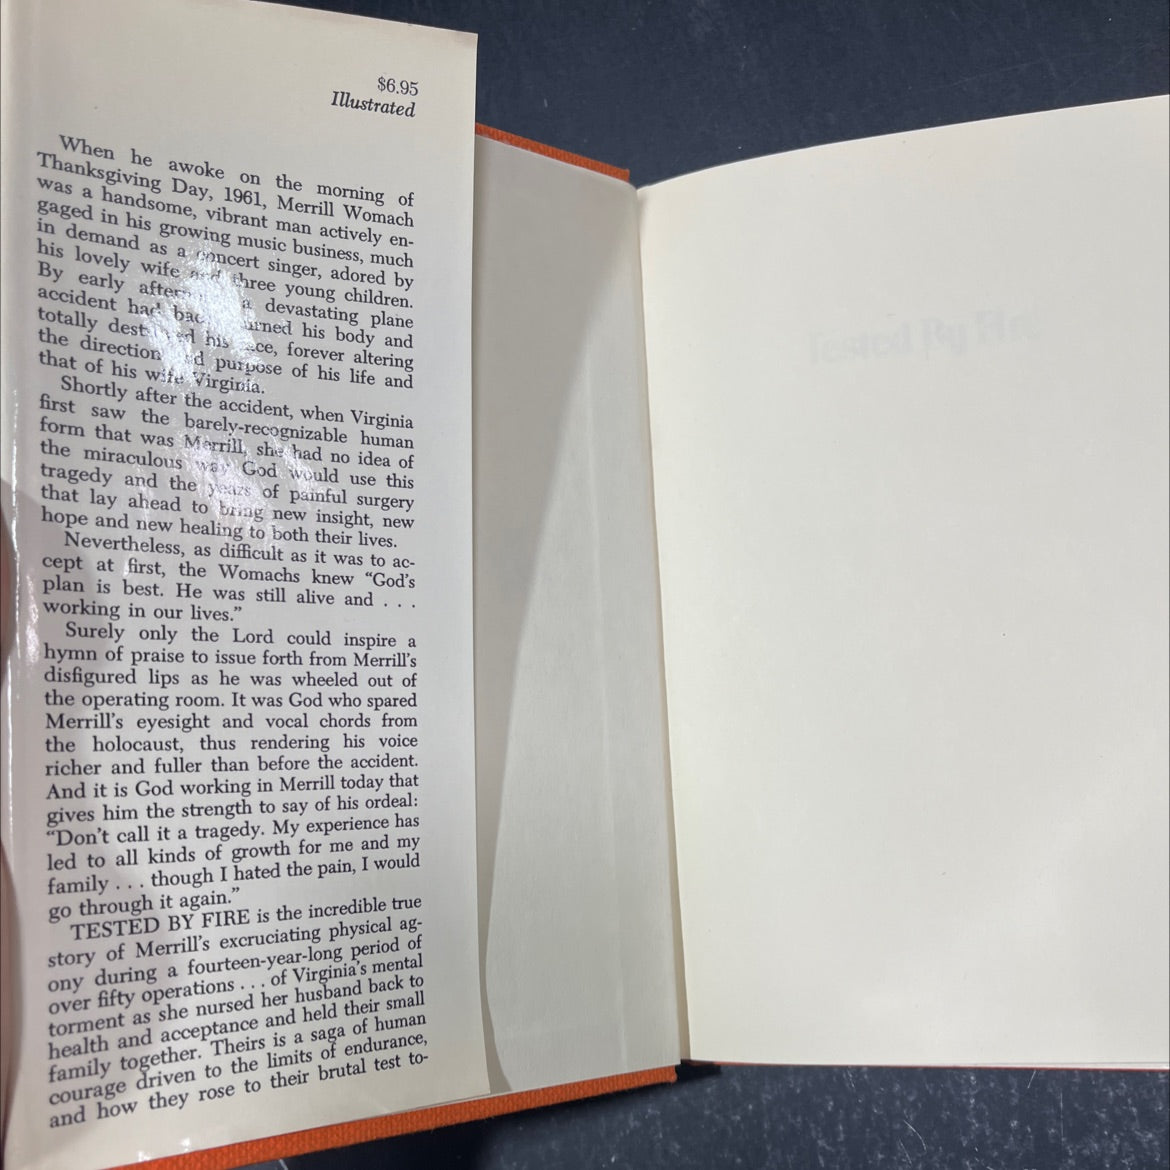 $6.95
Illustrated
When he awoke on the morning of
Thanksgiving Day, 1961, Merrill Womach
was a handsome, vibrant man actively en-
gaged in his growing music business, much
in demand as a concert singer, adored by
his lovely wife and three young children.
By early a devastating plane
accident had his body and
totally his forever altering
the direction and purpose of his life and
that of his wife Virginia.
Shortly after the accident, when Virginia
first saw the barely-recognizable human
form that was Merrill, she had no idea of
the miraculous way God would use this
tragedy and the years of painful surgery
that lay ahead to bring new insight, new
hope and new healing to both their lives.
Nevertheless, as difficult as it was to ac-
cept at first, the Womachs knew “God’s
plan is best. He was still alive and . . .
working in our lives.”
Surely only the Lord could inspire a
hymn of praise to issue forth from Merrill’s
disfigured lips as he was wheeled out of
the operating room. It was God who spared
Merrill’s eyesight and vocal chords from
the holocaust, thus rendering his voice
richer and fuller than before the accident.
And it is God working in Merrill today that
gives him the strength to say of his ordeal:
“Don’t call it a tragedy. My experience has
led to all kinds of growth for me and my
family . . . though I hated the pain, I would
go through it again.”
TESTED BY FIRE is the incredible true
story of Merrill’s excruciating physical ag-
ony during a fourteen-year-long period of
over fifty operations . . . of Virginia’s mental
torment as she nursed her husband back to
health and acceptance and held their small
family together. Theirs is a saga of human
courage driven to the limits of endurance,
and how they rose to their brutal test to-
Tested By Fire